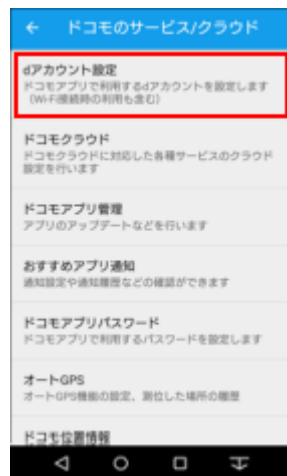 ← ドコモのサービス/クラウド
dアカウント設定
ドコモアプリで利用するdアカウントを設定します
(Wi-Fi接続時の利用も含む)
ドコモクラウド
ドコモクラウドに対応した各種サービスのクラウド
設定を行います
ドコモアプリ管理
アプリのアップデートなどを行います
おすすめアプリ通知
通知設定や通知履歴などの確認ができます
ドコモアプリパスワード
ドコモアプリで利用するパスワードを設定します
オートGPS
オートGPS機能の設定、測位した場所の履歴
ドコモ位置情報